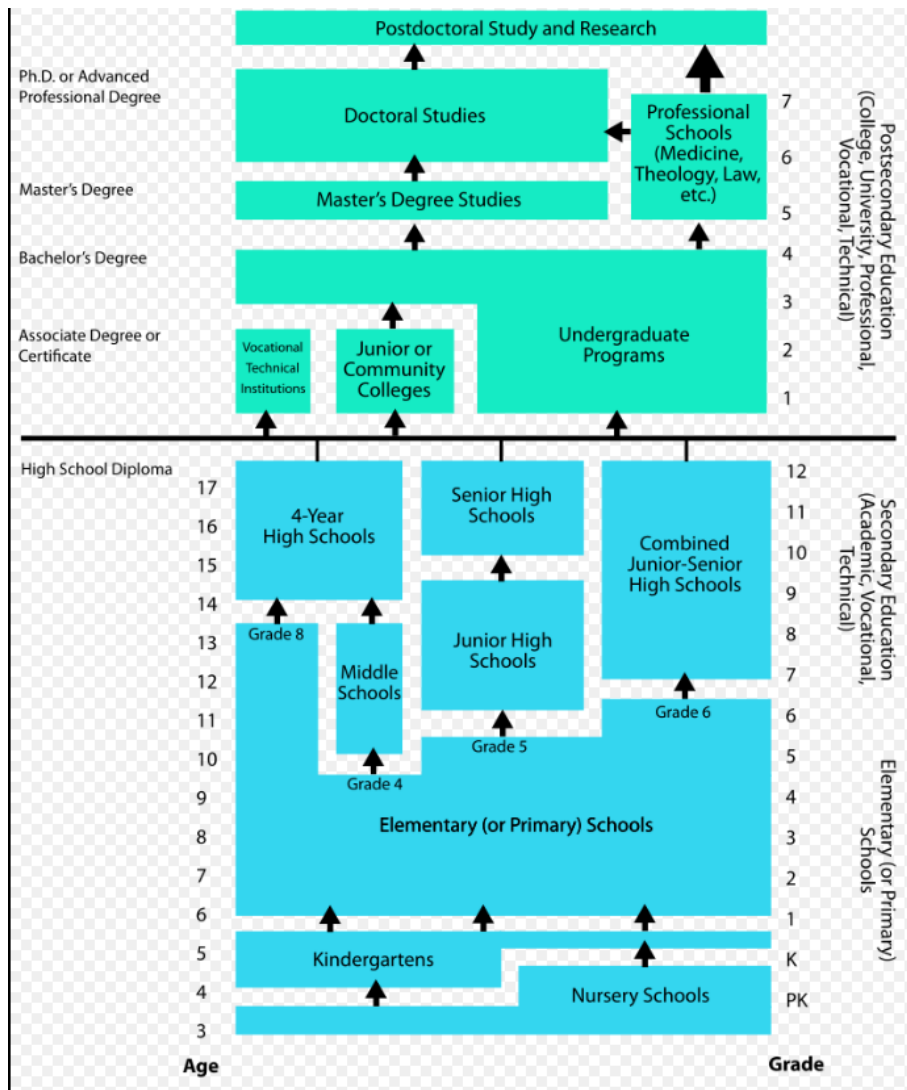 Postdoctoral Study and Research
Ph.D. or Advanced
Professional Degree
Doctoral Studies
Professional
Schools
(Medicine,
Theology, Law,
etc.)
7
6
5
Master's Degree
Master's Degree Studies
Bachelor's Degree
4
3
2
1
Associate Degree or
Certificate
Vocational
Technical
Institutions
Junior or
Community
Colleges
Undergraduate
Programs
Postsecondary Education
(College, University, Professional,
Vocational, Technical)
High School Diploma
17
16
15
14
13
12
11
10
9
8
7
6
5
4
3
4-Year
High Schools
Senior High
Schools
Combined
Junior-Senior
High Schools
Grade 8
Middle
Schools
Junior High
Schools
Grade 6
Grade 5
Grade 4
Elementary (or Primary) Schools
Kindergartens
Nursery Schools
12
11
10
9
8
7
6
5
4
3
2
1
K
PK
Secondary Education
(Academic, Vocational,
Technical)
Elementary (or Primary)
Schools
Age
Grade